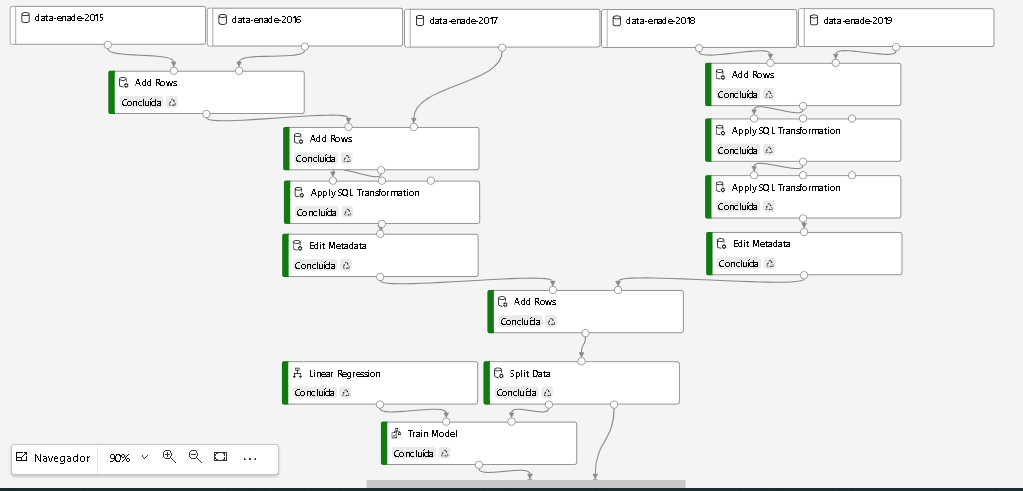 data-enade-2015
data-enade-2016
data-enade-2017
data-enade-2018
data-enade-2019
Add Rows
Concluída
Add Rows
Concluída
Add Rows
Concluída
Apply SQL Transformation
Concluída
Apply SQL Transformation
Concluída
Apply SQL Transformation
Concluída
Edit Metadata
Concluída
Edit Metadata
Concluída
Add Rows
Concluída
Linear Regression
Concluída
Split Data
Concluída
Train Model
Concluída
Navegador
90%